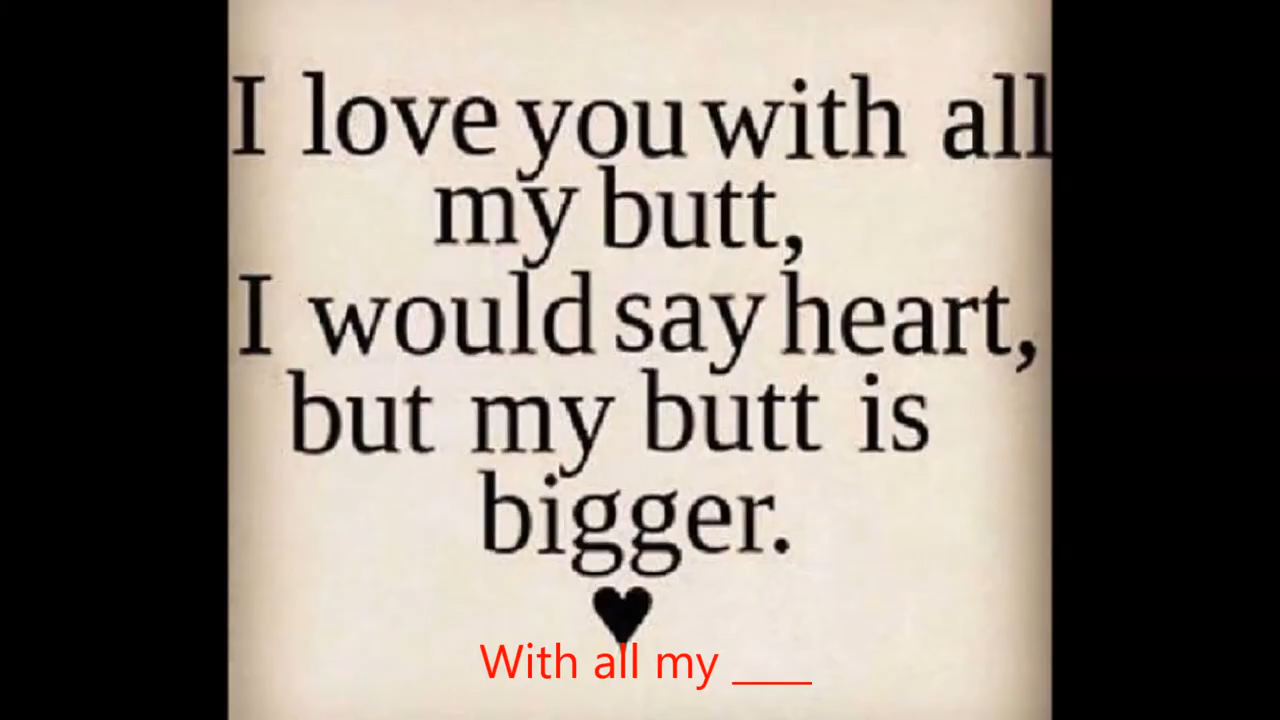 I love you with all
my butt,
I would say heart,
but my butt is
bigger.
With all my ____